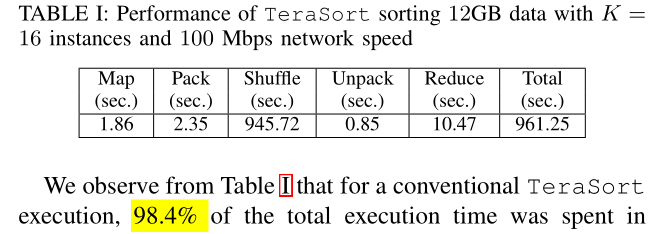 TABLE I: Performance of TeraSort sorting 12GB data with K =
16 instances and 100 Mbps network speed
Map Pack Shuffle Unpack Reduce Total
(sec.) (sec.) (sec.) (sec.) (sec.) (sec.)
1.86 2.35 945.72 0.85 10.47 961.25
We observe from Table I that for a conventional TeraSort
execution, 98.4% of the total execution time was spent in